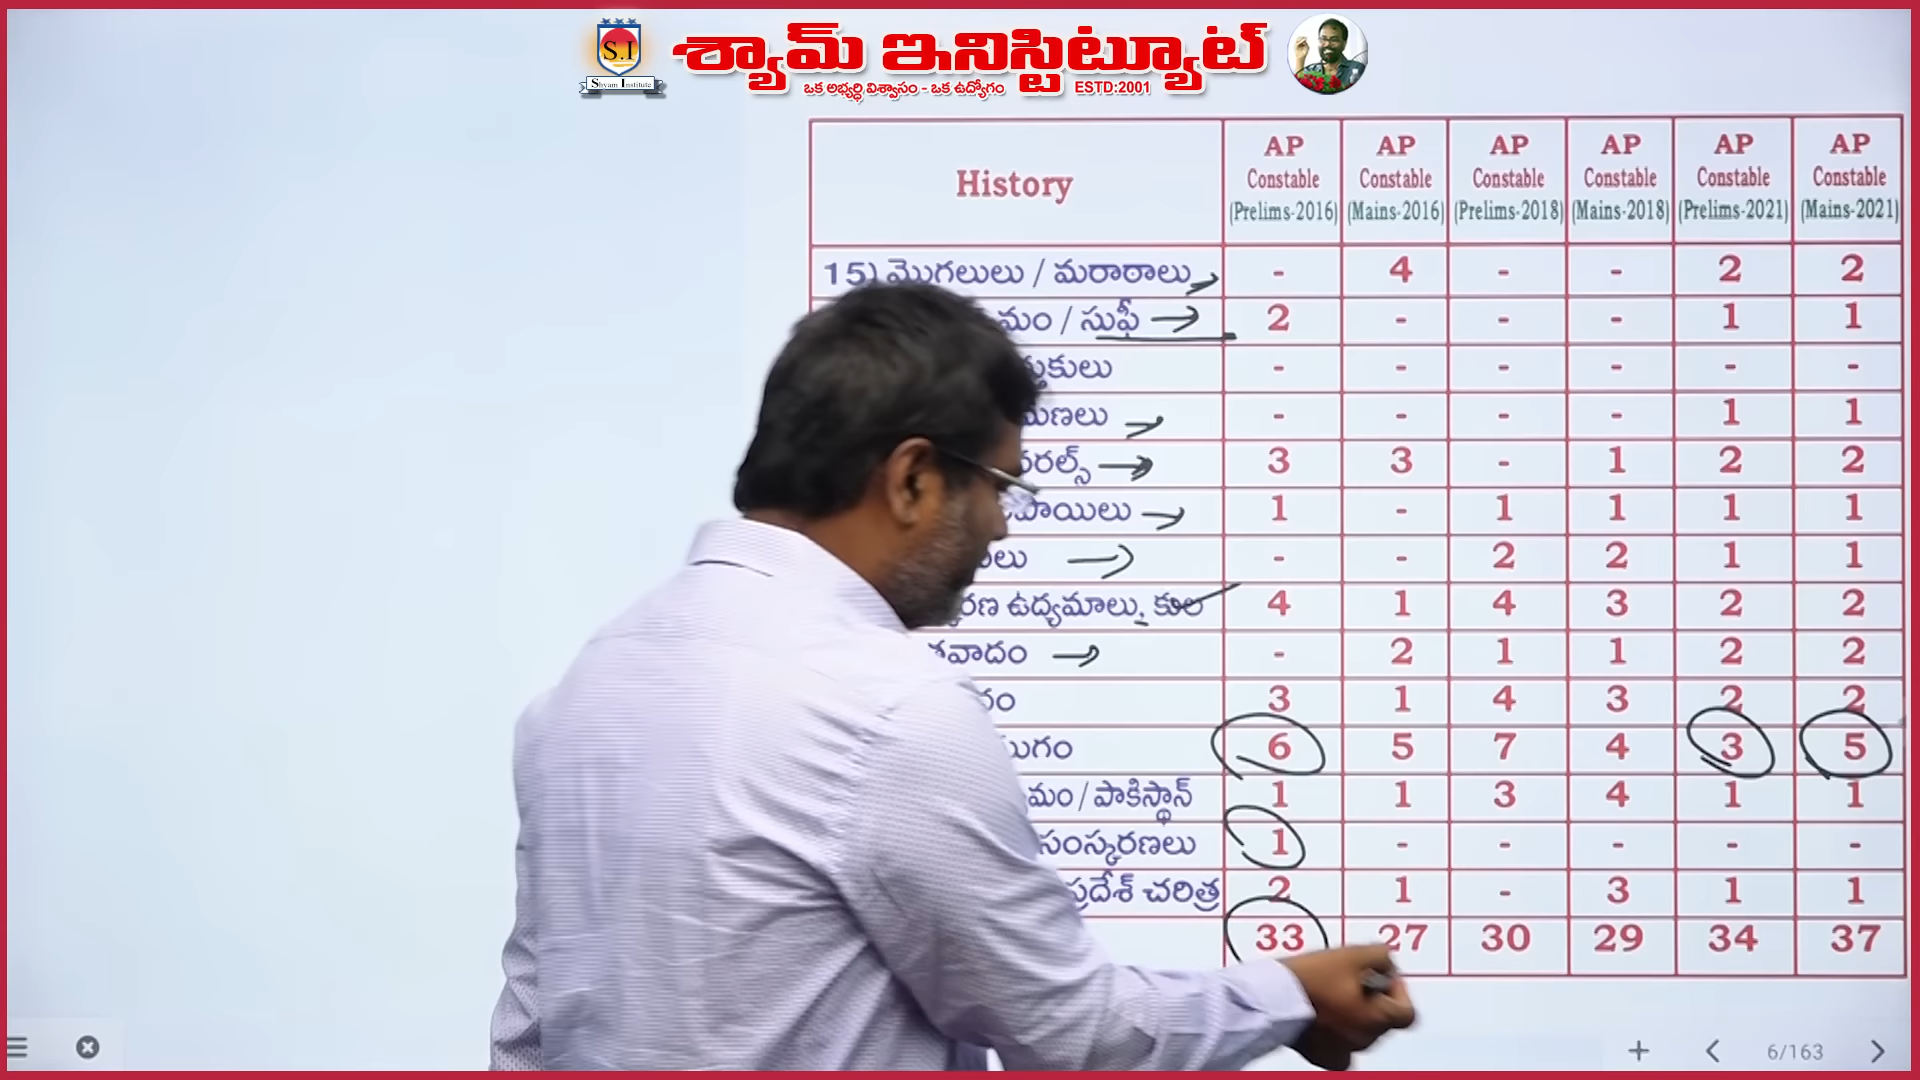 S.I
Shyam Institute
శ్యామ్ ఇనిస్టిట్యూట్
ఒక అభ్యర్థి విశ్వాసం - ఒక ఉద్యోగం ESTD:2001
History AP Constable (Prelims-2016) AP Constable (Mains-2016) AP Constable (Prelims-2018) AP Constable (Mains-2018) AP Constable (Prelims-2021) AP Constable (Mains-2021)
15) మొగలులు / మరాఠాలు - 4 - - 2 2
/ సుఫీ 2 - - - 1 1
- - - - - -
- - - - 1 1
3 3 - 1 2 2
1 - 1 1 1 1
- - 2 2 1 1
ఉద్యమాలు, కుల 4 1 4 3 2 2
- 2 1 1 2 2
3 1 4 3 2 2
6 5 7 4 3 5
/ పాకిస్థాన్ 1 1 3 4 1 1
సంస్కరణలు 1 - - - - -
చరిత్ర 2 1 - 3 1 1
33 27 30 29 34 37
6/163